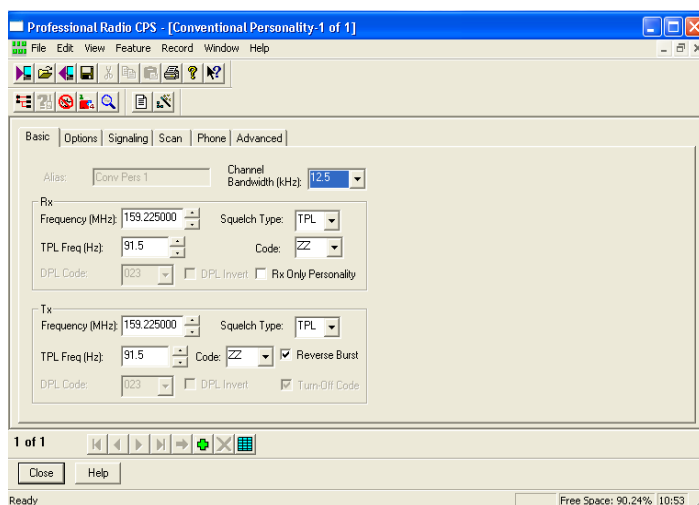 Professional Radio CPS - [Conventional Personality-1 of 1]
File Edit View Feature Record Window Help
Basic Options Signaling Scan Phone Advanced
Alias: Conv Pers 1 Channel Bandwidth (kHz): 12.5
Rx
Frequency (MHz): 159.225000 Squelch Type: TPL
TPL Freq (Hz): 91.5 Code: ZZ
DPL Code: 023 DPL Invert Rx Only Personality
Tx
Frequency (MHz): 159.225000 Squelch Type: TPL
TPL Freq (Hz): 91.5 Code: ZZ Reverse Burst
DPL Code: 023 DPL Invert Turn-Off Code
1 of 1
Close Help
Ready Free Space: 90.24% 10:53